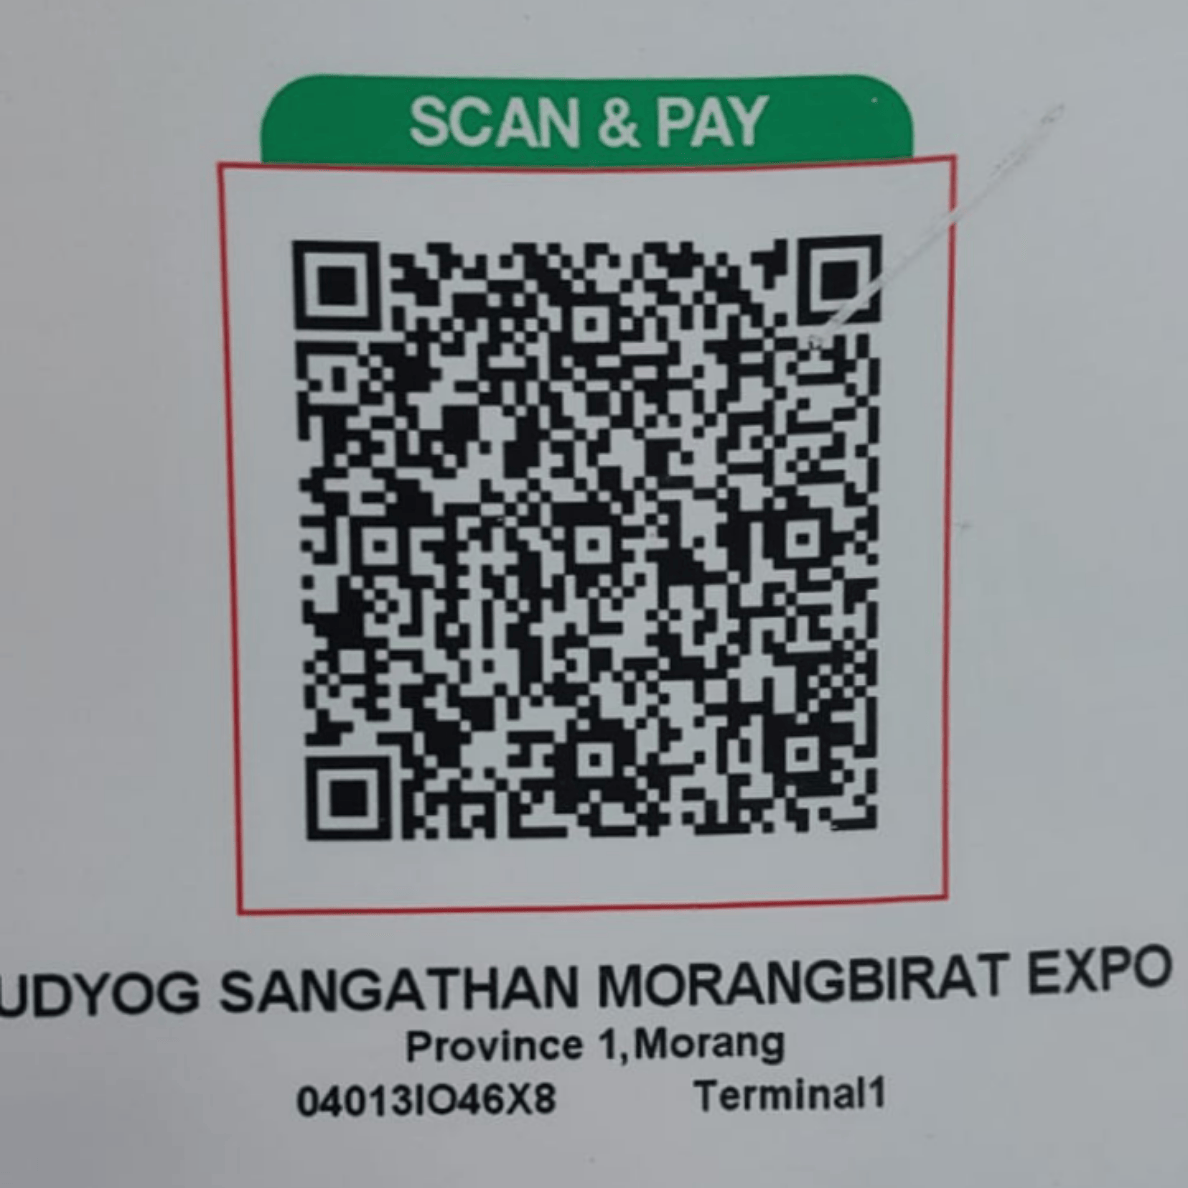 SCAN & PAY
UDYOG SANGATHAN MORANGBIRAT EXPO
Province 1,Morang
04013IO46X8 Terminal1